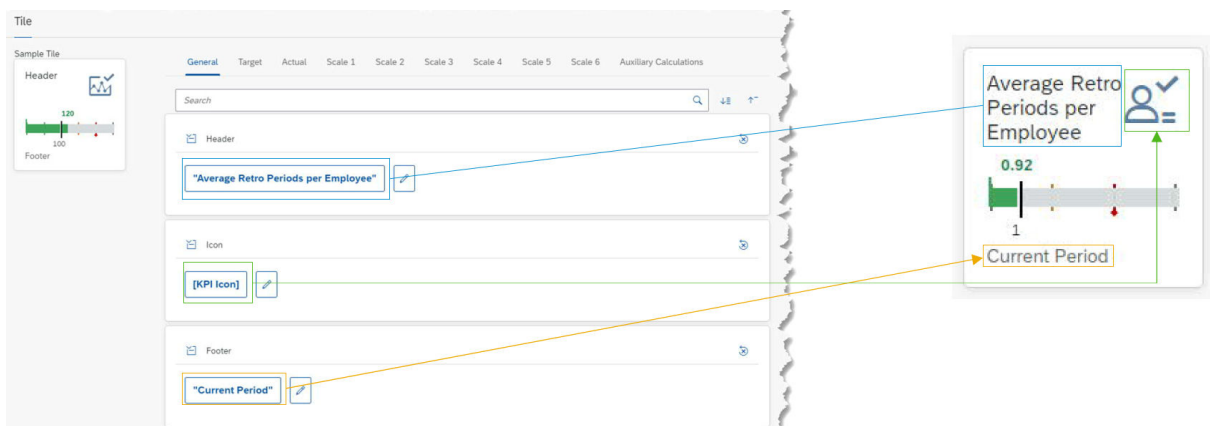 Tile
Sample Tile
Header
120
100
Footer
General Target Actual Scale 1 Scale 2 Scale 3 Scale 4 Scale 5 Scale 6 Auxiliary Calculations
Search
Header
"Average Retro Periods per Employee"
Icon
[KPI Icon]
Footer
"Current Period"
Average Retro
Periods per
Employee
0.92
1
Current Period